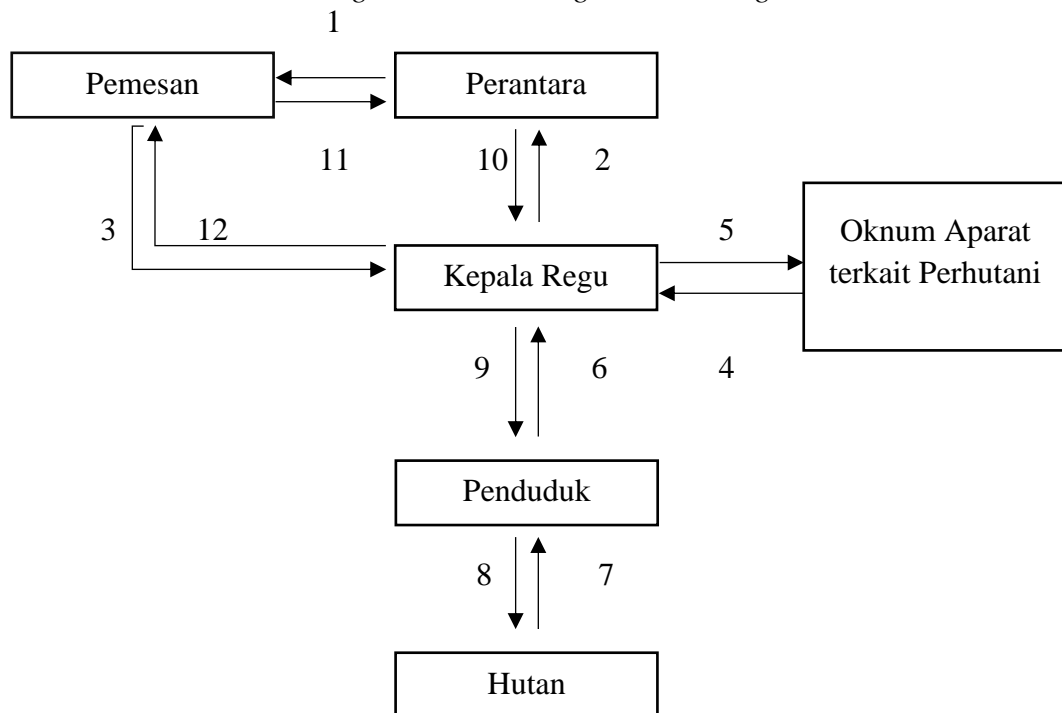 1
Pemesan
Perantara
11
10
2
3
12
5
Oknum Aparat
terkait Perhutani
Kepala Regu
9
6
4
Penduduk
8
7
Hutan